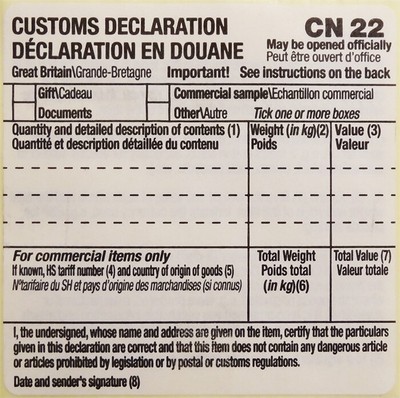 CUSTOMS DECLARATION CN 22
DÉCLARATION EN DOUANE May be opened officially
Peut être ouvert d'office
Great Britain\Grande-Bretagne Important! See instructions on the back
Gift\Cadeau Commercial sample\Echantillon commercial
Documents Other\Autre Tick one or more boxes
Quantity and detailed description of contents (1) Weight (in kg)(2) Value (3)
Quantité et description détaillée du contenu Poids Valeur
For commercial items only Total Weight Total Value (7)
If known, HS tariff number (4) and country of origin of goods (5) Poids total Valeur totale
N°tarifaire du SH et pays d'origine des marchandises (si connus) (in kg)(6)
I, the undersigned, whose name and address are given on the item, certify that the particulars
given in this declaration are correct and that this item does not contain any dangerous article
or articles prohibited by legislation or by postal or customs regulations.
Date and sender's signature (8)